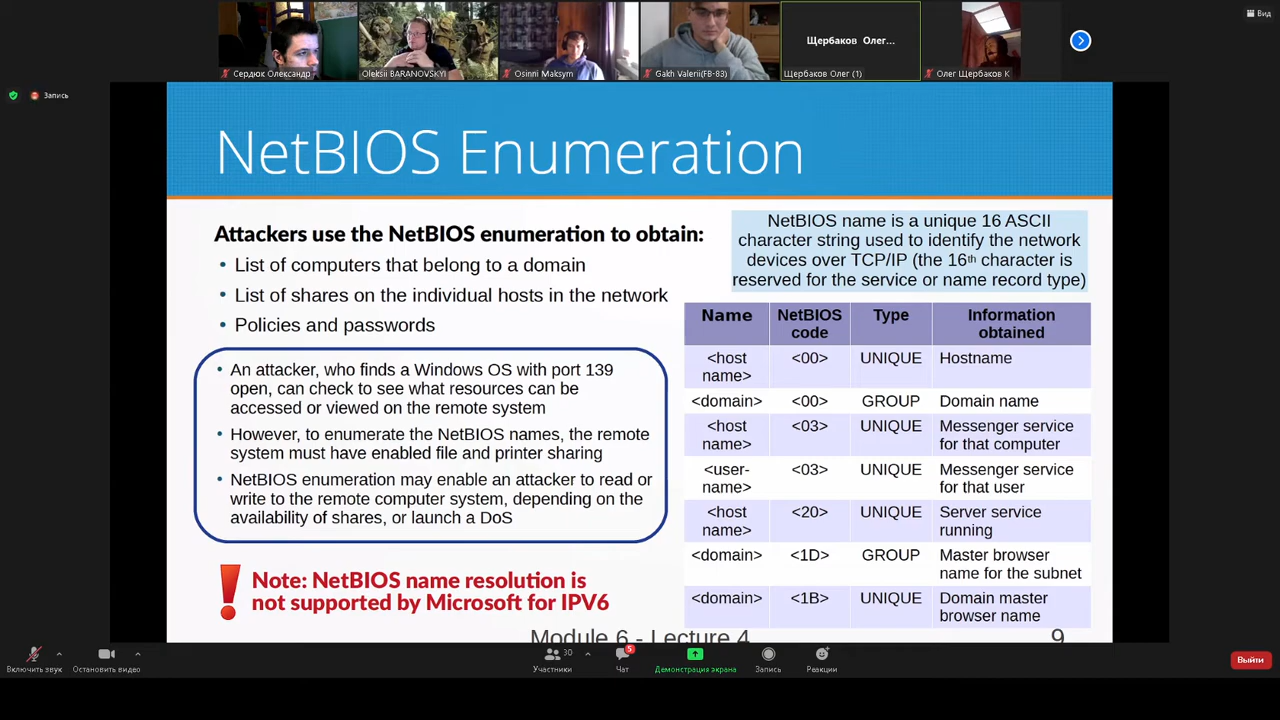 Вид
Щербаков Олег...
Сердюк Олександр
Oleksii BARANOVSKYI
Osinni Maksym
Gakh Valerii(FB-83)
Щербаков Олег (1)
Олег Щербаков К
Запись
NetBIOS Enumeration
Attackers use the NetBIOS enumeration to obtain:
• List of computers that belong to a domain
• List of shares on the individual hosts in the network
• Policies and passwords
• An attacker, who finds a Windows OS with port 139
open, can check to see what resources can be
accessed or viewed on the remote system
• However, to enumerate the NetBIOS names, the remote
system must have enabled file and printer sharing
• NetBIOS enumeration may enable an attacker to read or
write to the remote computer system, depending on the
availability of shares, or launch a DoS
Note: NetBIOS name resolution is
not supported by Microsoft for IPV6
NetBIOS name is a unique 16 ASCII
character string used to identify the network
devices over TCP/IP (the 16th character is
reserved for the service or name record type)
Name NetBIOS code Type Information obtained
<host name> <00> UNIQUE Hostname
<domain> <00> GROUP Domain name
<host name> <03> UNIQUE Messenger service for that computer
<user-name> <03> UNIQUE Messenger service for that user
<host name> <20> UNIQUE Server service running
<domain> <1D> GROUP Master browser name for the subnet
<domain> <1B> UNIQUE Domain master browser name
Module 6 - Lecture 4 9
Включить звук
Остановить видео
Участники 30
Чат 5
Демонстрация экрана
Запись
Реакции
Выйти